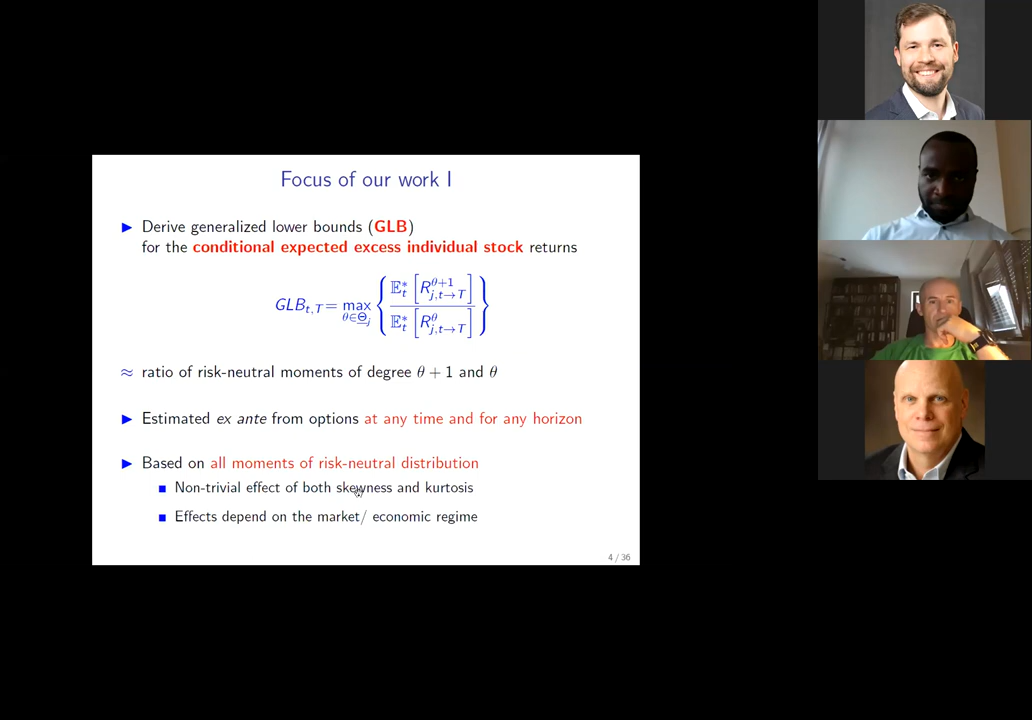 Focus of our work I
▶ Derive generalized lower bounds (GLB)
for the conditional expected excess individual stock returns
GLB_{t,T} = max_{θ∈Θ_j} { 𝔼*_t [R^{θ+1}_{j,t→T}] / 𝔼*_t [R^θ_{j,t→T}] }
≈ ratio of risk-neutral moments of degree θ + 1 and θ
▶ Estimated ex ante from options at any time and for any horizon
▶ Based on all moments of risk-neutral distribution
■ Non-trivial effect of both skewness and kurtosis
■ Effects depend on the market/ economic regime
4 / 36